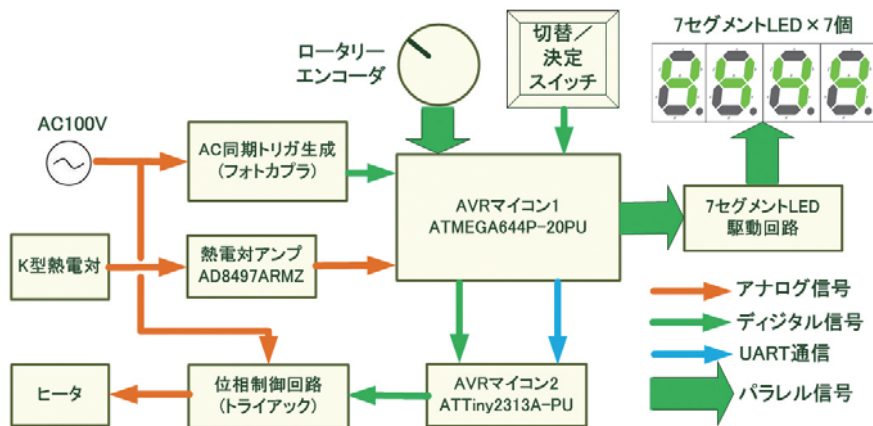 ロータリー
エンコーダ
切替／
決定
スイッチ
7セグメントLED×7個
AC100V
AC同期トリガ生成
(フォトカプラ)
AVRマイコン1
ATMEGA644P-20PU
7セグメントLED
駆動回路
K型熱電対
熱電対アンプ
AD8497ARMZ
アナログ信号
ディジタル信号
UART通信
パラレル信号
ヒータ
位相制御回路
(トライアック)
AVRマイコン2
ATTiny2313A-PU